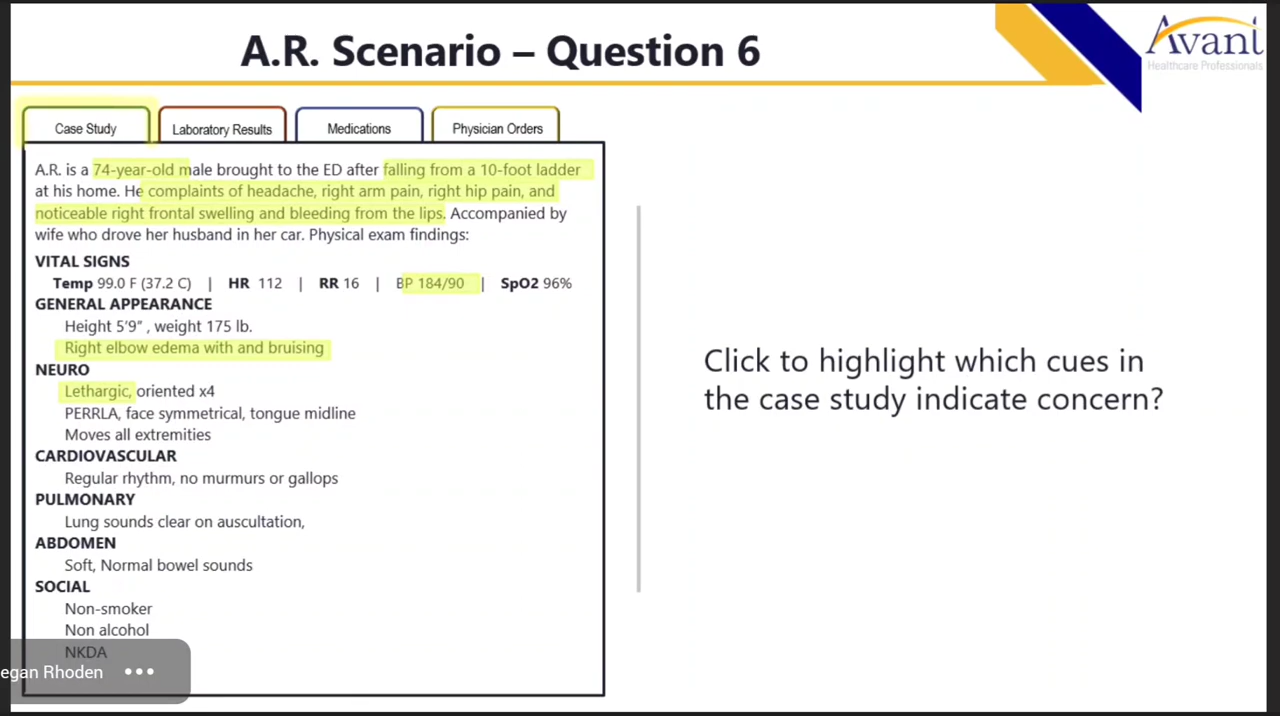 A.R. Scenario – Question 6
Avant
Healthcare Professionals
Case Study
Laboratory Results
Medications
Physician Orders
A.R. is a 74-year-old male brought to the ED after falling from a 10-foot ladder
at his home. He complaints of headache, right arm pain, right hip pain, and
noticeable right frontal swelling and bleeding from the lips. Accompanied by
wife who drove her husband in her car. Physical exam findings:
VITAL SIGNS
Temp 99.0 F (37.2 C) | HR 112 | RR 16 | BP 184/90 | SpO2 96%
GENERAL APPEARANCE
Height 5’9” , weight 175 lb.
Right elbow edema with and bruising
NEURO
Lethargic, oriented x4
PERRLA, face symmetrical, tongue midline
Moves all extremities
CARDIOVASCULAR
Regular rhythm, no murmurs or gallops
PULMONARY
Lung sounds clear on auscultation,
ABDOMEN
Soft, Normal bowel sounds
SOCIAL
Non-smoker
Non alcohol
NKDA
egan Rhoden
Click to highlight which cues in
the case study indicate concern?